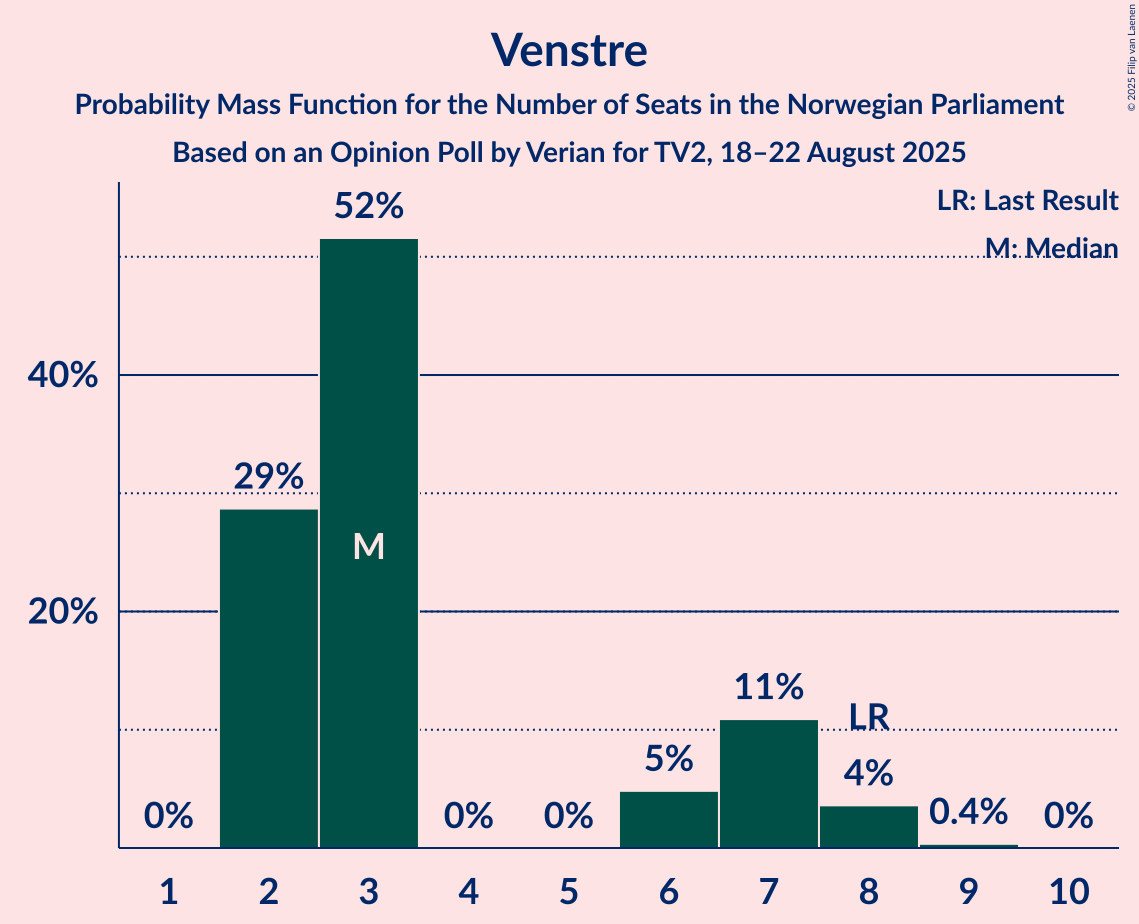 Venstre
Probability Mass Function for the Number of Seats in the Norwegian Parliament
Based on an Opinion Poll by Verian for TV2, 18–22 August 2025
© 2025 Filip van Laenen
LR: Last Result
M: Median
40%
20%
0%
29%
52%
M
0%
0%
5%
11%
LR
4%
0.4%
0%
1 2 3 4 5 6 7 8 9 10